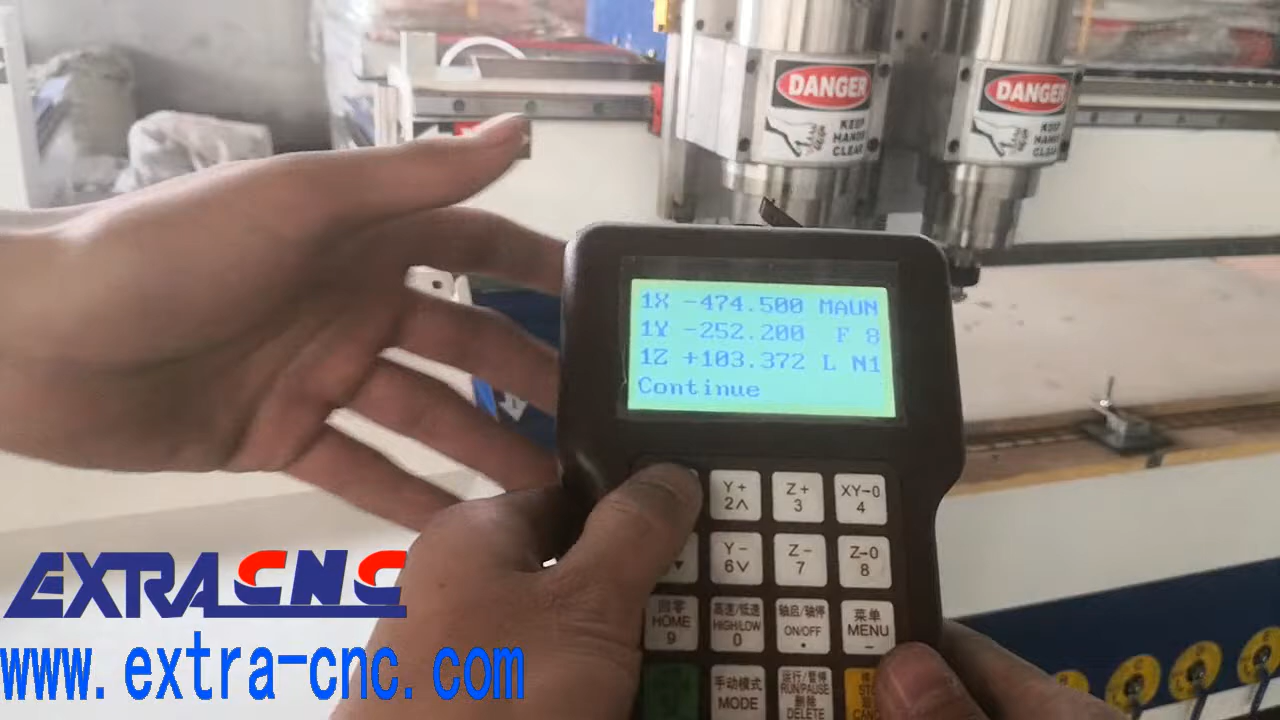 DANGER
KEEP
HANDS
CLEAR
DANGER
KEEP
HANDS
CLEAR
1X -474.500 MAUN
1Y -252.200 F 8
1Z +103.372 L N1
Continue
Y+
2∧
Z+
3
XY-0
4
Y-
6∨
Z-
7
Z-0
8
回零
HOME
9
高速/低速
HIGH/LOW
0
轴启/轴停
ON/OFF
.
菜单
MENU
-
手动模式
MODE
运行/暂停
RUN/PAUSE
删除
DELETE
EXTRACNC
www.extra-cnc.com